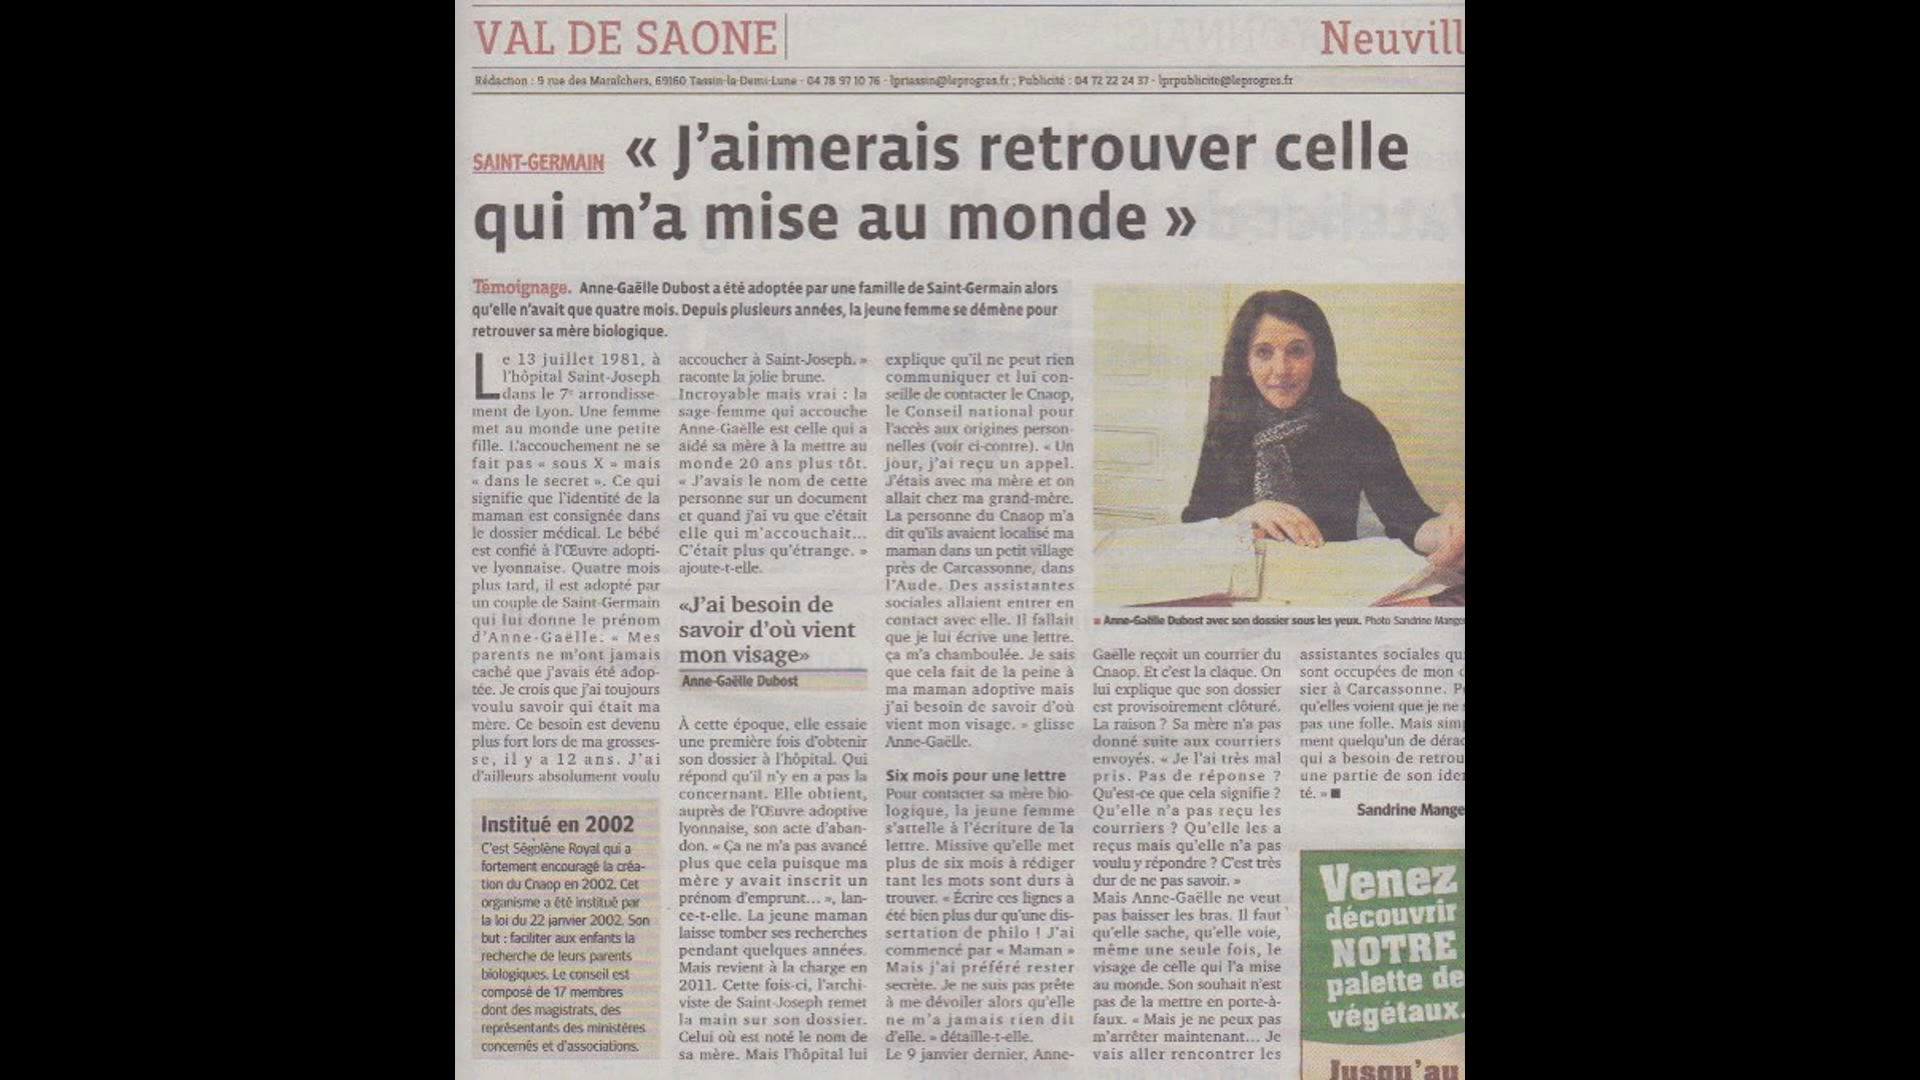 VAL DE SAONE
Neuvill
Rédaction : 9 rue des Maraîchers, 69160 Tassin-la-Demi-Lune - 04 78 97 10 76 - lprtassin@leprogres.fr ; Publicité : 04 72 22 24 37 - lprpublicite@leprogres.fr
SAINT-GERMAIN « J'aimerais retrouver celle
qui m'a mise au monde »
Témoignage. Anne-Gaëlle Dubost a été adoptée par une famille de Saint-Germain alors
qu'elle n'avait que quatre mois. Depuis plusieurs années, la jeune femme se démène pour
retrouver sa mère biologique.
Le 13 juillet 1981, à
l'hôpital Saint-Joseph
dans le 7e arrondisse-
ment de Lyon. Une femme
met au monde une petite
fille. L'accouchement ne se
fait pas « sous X » mais
« dans le secret ». Ce qui
signifie que l'identité de la
maman est consignée dans
le dossier médical. Le bébé
est confié à l'Œuvre adopti-
ve lyonnaise. Quatre mois
plus tard, il est adopté par
un couple de Saint-Germain
qui lui donne le prénom
d'Anne-Gaëlle. « Mes
parents ne m'ont jamais
caché que j'avais été adop-
tée. Je crois que j'ai toujours
voulu savoir qui était ma
mère. Ce besoin est devenu
plus fort lors de ma grosses-
se, il y a 12 ans. J'ai
d'ailleurs absolument voulu
Institué en 2002
C'est Ségolène Royal qui a
fortement encouragé la créa-
tion du Cnaop en 2002. Cet
organisme a été institué par
la loi du 22 janvier 2002. Son
but : faciliter aux enfants la
recherche de leurs parents
biologiques. Le conseil est
composé de 17 membres
dont des magistrats, des
représentants des ministères
concernés et d'associations.
accoucher à Saint-Joseph. »
raconte la jolie brune.
Incroyable mais vrai : la
sage-femme qui accouche
Anne-Gaëlle est celle qui a
aidé sa mère à la mettre au
monde 20 ans plus tôt.
« J'avais le nom de cette
personne sur un document
et quand j'ai vu que c'était
elle qui m'accouchait...
C'était plus qu'étrange. »
ajoute-t-elle.
«J'ai besoin de
savoir d'où vient
mon visage»
Anne-Gaëlle Dubost
À cette époque, elle essaie
une première fois d'obtenir
son dossier à l'hôpital. Qui
répond qu'il n'y en a pas la
concernant. Elle obtient,
auprès de l'Œuvre adoptive
lyonnaise, son acte d'aban-
don. « Ça ne m'a pas avancé
plus que cela puisque ma
mère y avait inscrit un
prénom d'emprunt... », lan-
ce-t-elle. La jeune maman
laisse tomber ses recherches
pendant quelques années.
Mais revient à la charge en
2011. Cette fois-ci, l'archi-
viste de Saint-Joseph remet
la main sur son dossier.
Celui où est noté le nom de
sa mère. Mais l'hôpital lui
explique qu'il ne peut rien
communiquer et lui con-
seille de contacter le Cnaop,
le Conseil national pour
l'accès aux origines person-
nelles (voir ci-contre). « Un
jour, j'ai reçu un appel.
J'étais avec ma mère et on
allait chez ma grand-mère.
La personne du Cnaop m'a
dit qu'ils avaient localisé ma
maman dans un petit village
près de Carcassonne, dans
l'Aude. Des assistantes
sociales allaient entrer en
contact avec elle. Il fallait
que je lui écrive une lettre.
ça m'a chamboulée. Je sais
que cela fait de la peine à
ma maman adoptive mais
j'ai besoin de savoir d'où
vient mon visage. » glisse
Anne-Gaëlle.
Six mois pour une lettre
Pour contacter sa mère bio-
logique, la jeune femme
s'attelle à l'écriture de la
lettre. Missive qu'elle met
plus de six mois à rédiger
tant les mots sont durs à
trouver. « Écrire ces lignes a
été bien plus dur qu'une dis-
sertation de philo ! J'ai
commencé par « Maman »
Mais j'ai préféré rester
secrète. Je ne suis pas prête
à me dévoiler alors qu'elle
ne m'a jamais rien dit
d'elle. » détaille-t-elle.
Le 9 janvier dernier, Anne-
Anne-Gaëlle Dubost avec son dossier sous les yeux. Photo Sandrine Mange
Gaëlle reçoit un courrier du
Cnaop. Et c'est la claque. On
lui explique que son dossier
est provisoirement clôturé.
La raison ? Sa mère n'a pas
donné suite aux courriers
envoyés. « Je l'ai très mal
pris. Pas de réponse ?
Qu'est-ce que cela signifie ?
Qu'elle n'a pas reçu les
courriers ? Qu'elle les a
reçus mais qu'elle n'a pas
voulu y répondre ? C'est très
dur de ne pas savoir. »
Mais Anne-Gaëlle ne veut
pas baisser les bras. Il faut
qu'elle sache, qu'elle voie,
même une seule fois, le
visage de celle qui l'a mise
au monde. Son souhait n'est
pas de la mettre en porte-à-
faux. « Mais je ne peux pas
m'arrêter maintenant... Je
vais aller rencontrer les
assistantes sociales qu
sont occupées de mon
sier à Carcassonne. P
qu'elles voient que je ne
pas une folle. Mais sim
ment quelqu'un de dérac
qui a besoin de retrou
une partie de son ide
té. »
Sandrine Mange
Venez
découvrir
NOTRE
palette de
végétaux.
Jusqu'au